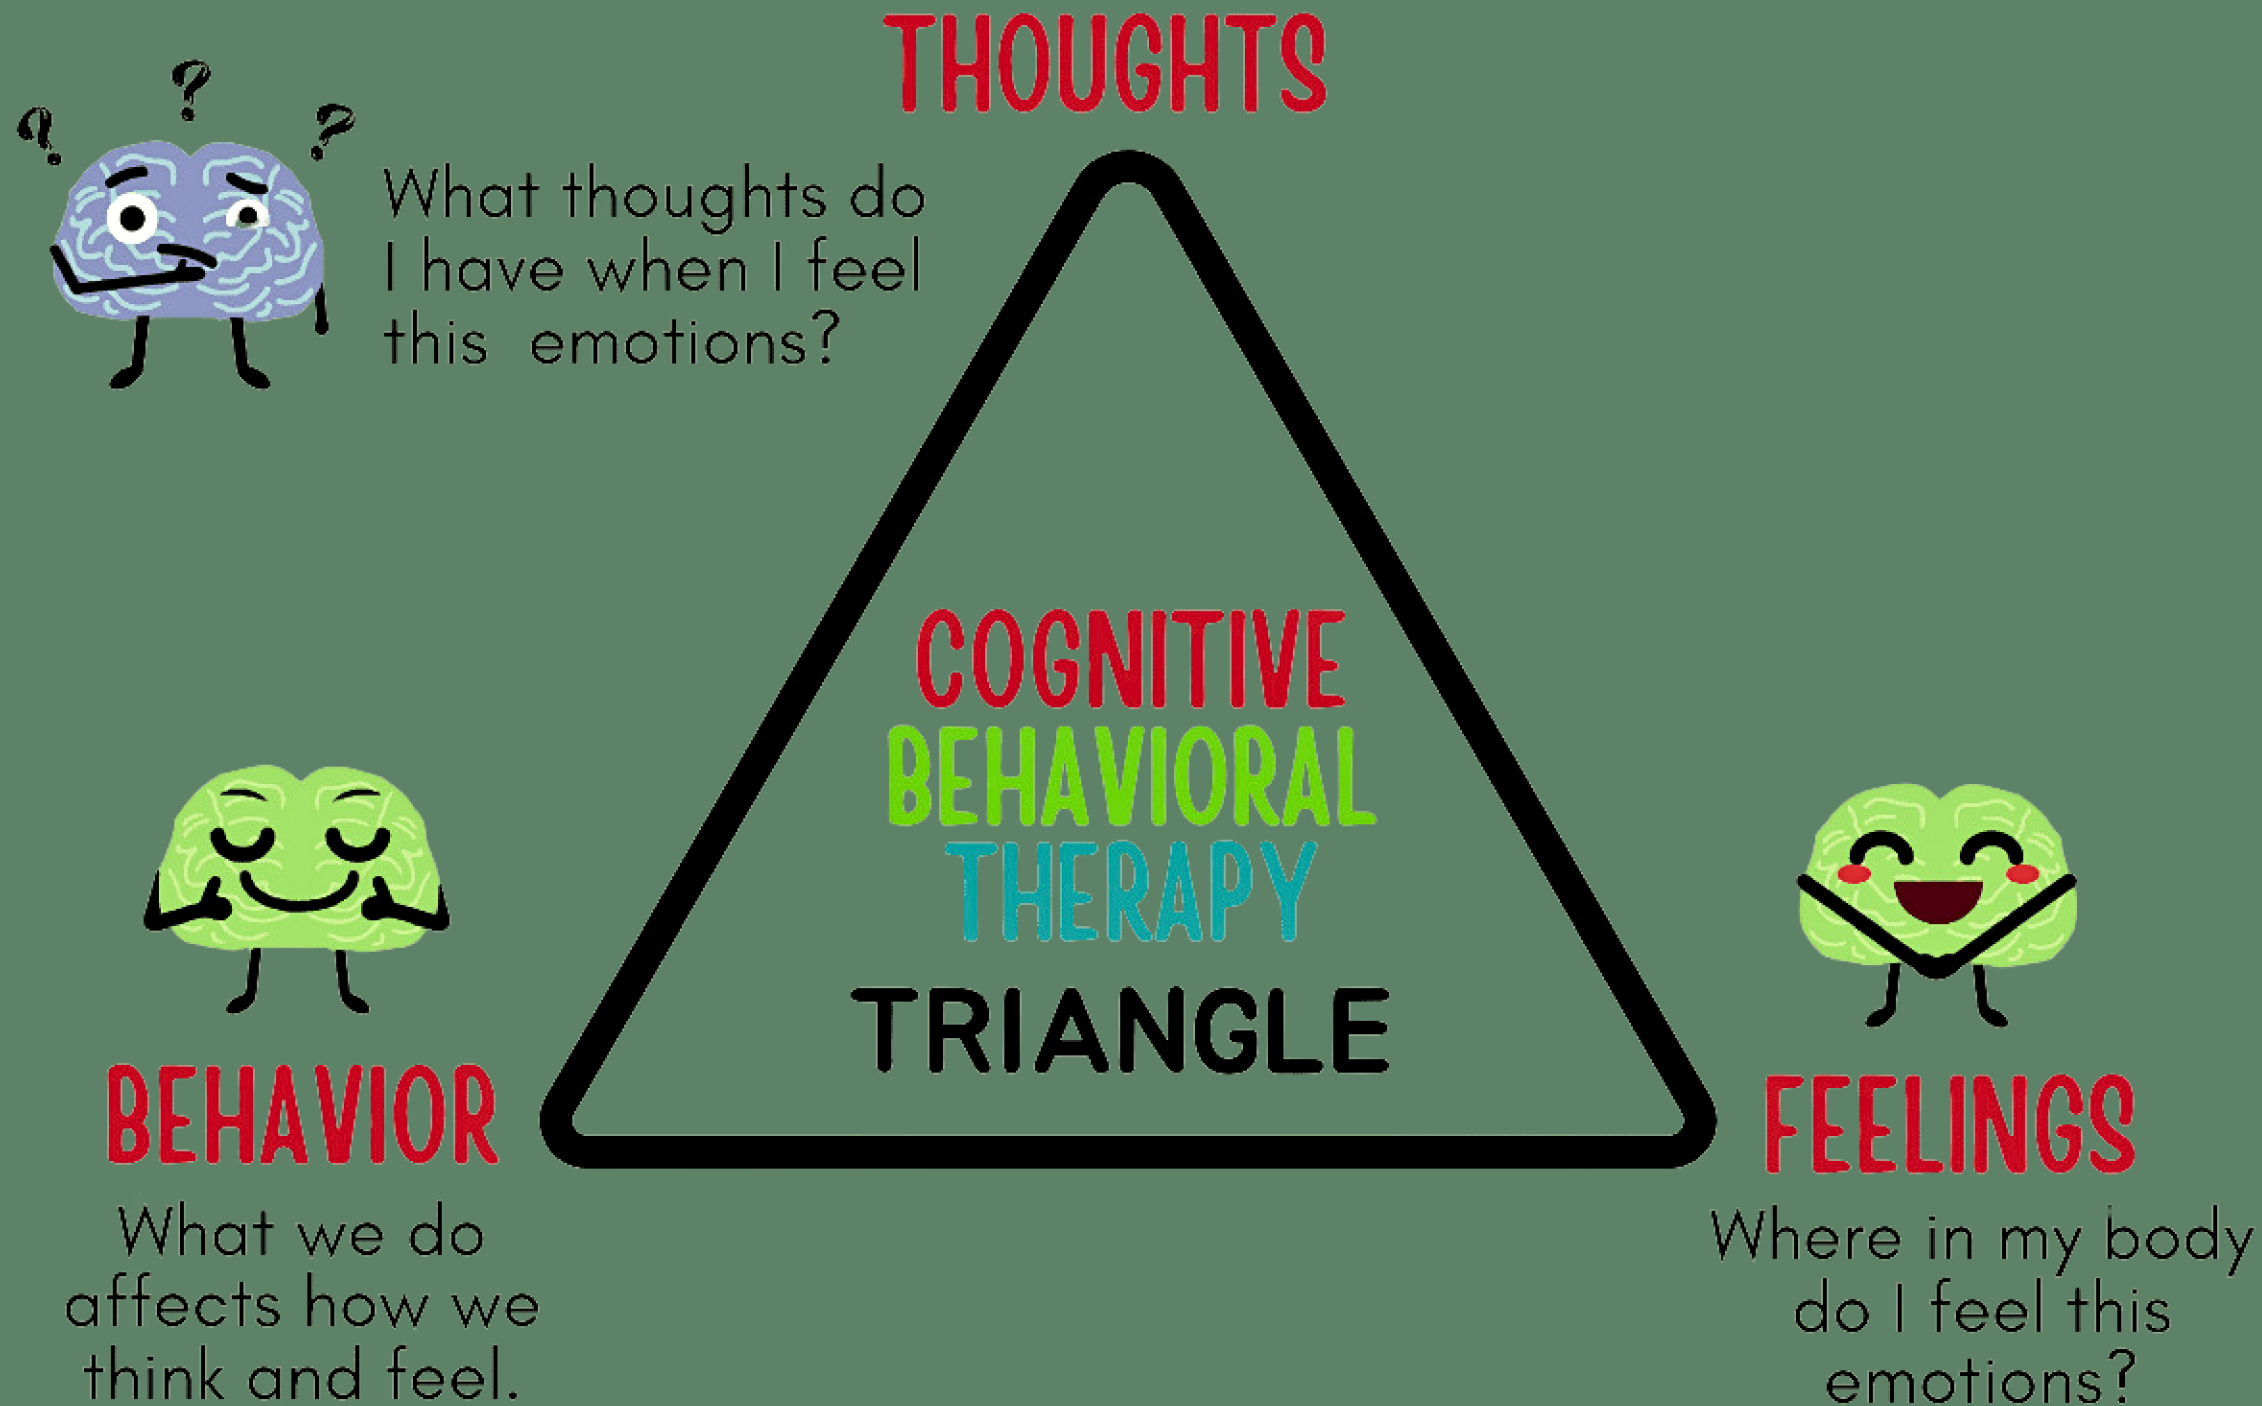 THOUGHTS
? ? ?
What thoughts do
I have when I feel
this emotions?
COGNITIVE
BEHAVIORAL
THERAPY
TRIANGLE
BEHAVIOR
What we do
affects how we
think and feel.
FEELINGS
Where in my body
do I feel this
emotions?